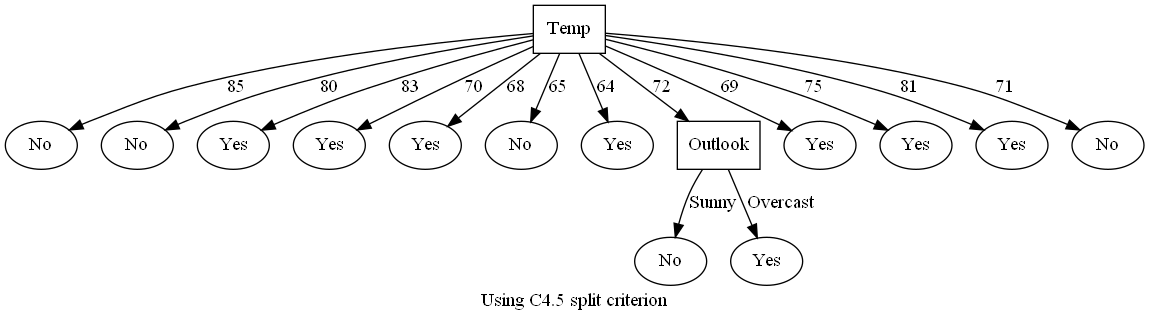 Temp
85 80 83 70 68 65 64 72 69 75 81 71
No No Yes Yes Yes No Yes Outlook Yes Yes Yes No
Sunny Overcast
No Yes
Using C4.5 split criterion